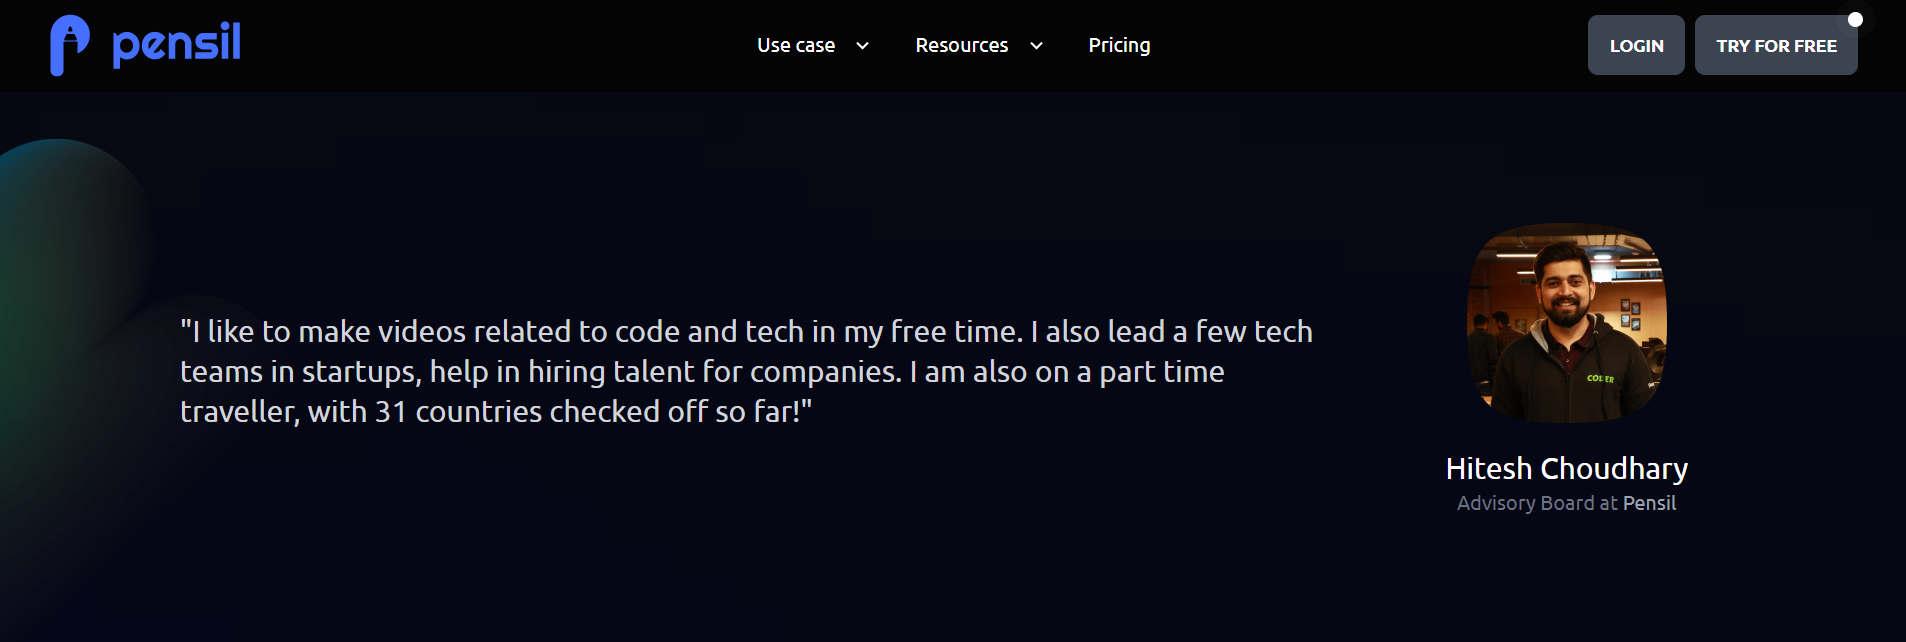 pensil
Use case
Resources
Pricing
LOGIN
TRY FOR FREE
"I like to make videos related to code and tech in my free time. I also lead a few tech
teams in startups, help in hiring talent for companies. I am also on a part time
traveller, with 31 countries checked off so far!"
Hitesh Choudhary
Advisory Board at Pensil